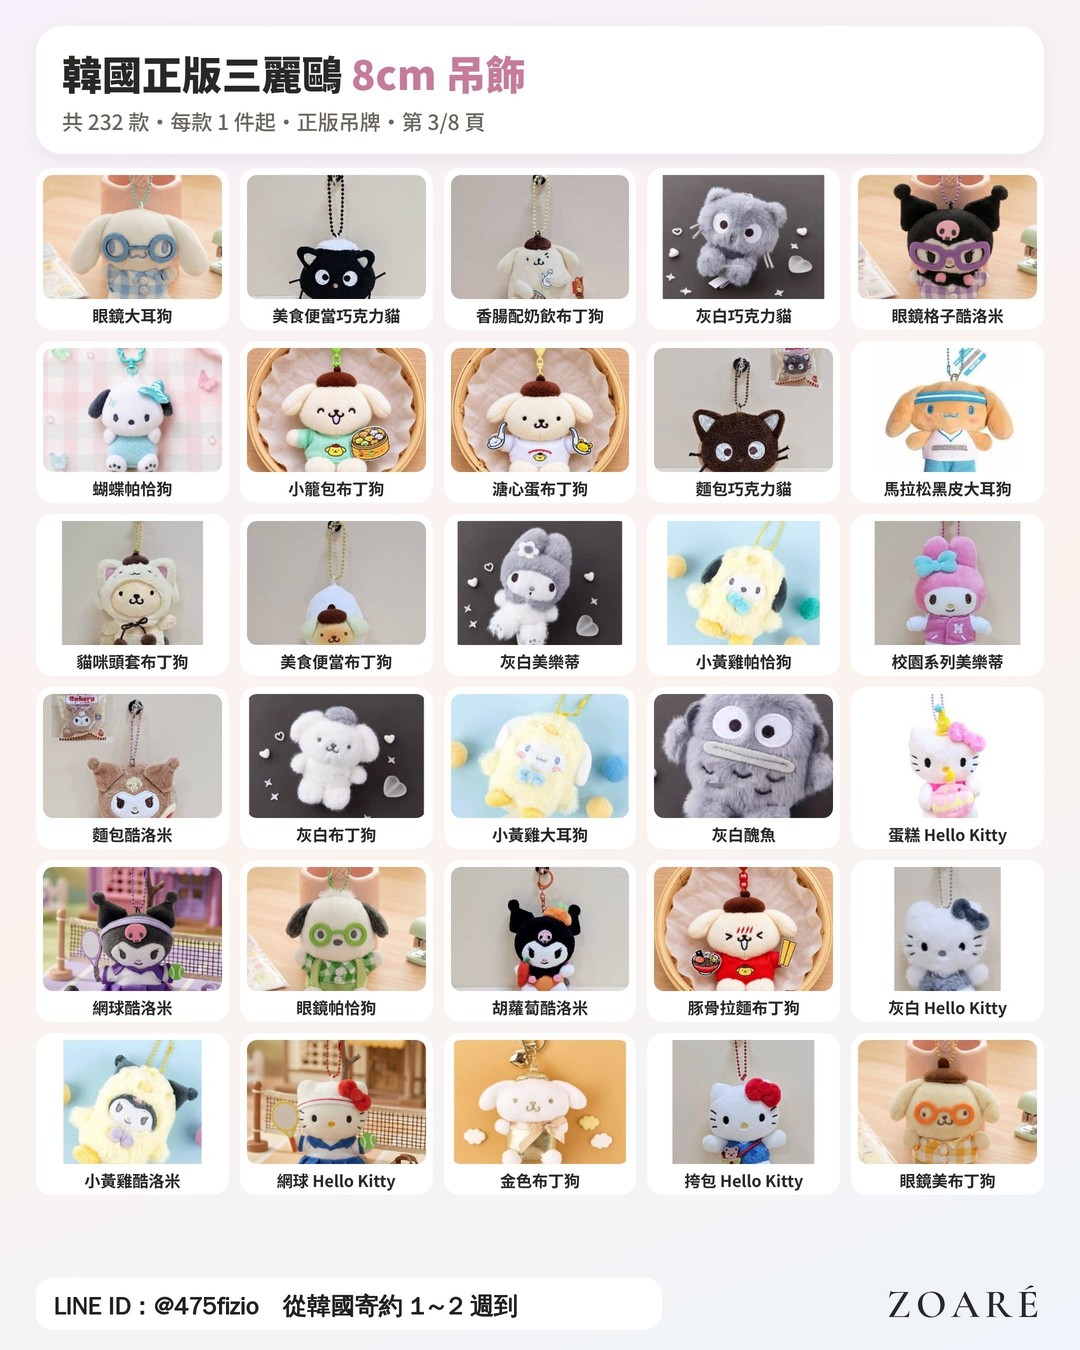 韓國正版三麗鷗 8cm 吊飾
共 232 款・每款 1 件起・正版吊牌・第 3/8 頁
眼鏡大耳狗
美食便當巧克力貓
香腸配奶飲布丁狗
灰白巧克力貓
眼鏡格子酷洛米
蝴蝶帕恰狗
小籠包布丁狗
溏心蛋布丁狗
麵包巧克力貓
馬拉松黑皮大耳狗
貓咪頭套布丁狗
美食便當布丁狗
灰白美樂蒂
小黃雞帕恰狗
M
校園系列美樂蒂
Bakery
麵包酷洛米
灰白布丁狗
小黃雞大耳狗
灰白醜魚
蛋糕 Hello Kitty
網球酷洛米
眼鏡帕恰狗
胡蘿蔔酷洛米
豚骨拉麵布丁狗
灰白 Hello Kitty
小黃雞酷洛米
網球 Hello Kitty
金色布丁狗
挎包 Hello Kitty
眼鏡美布丁狗
LINE ID：@475fizio 從韓國寄約 1~2 週到
ZOARÉ